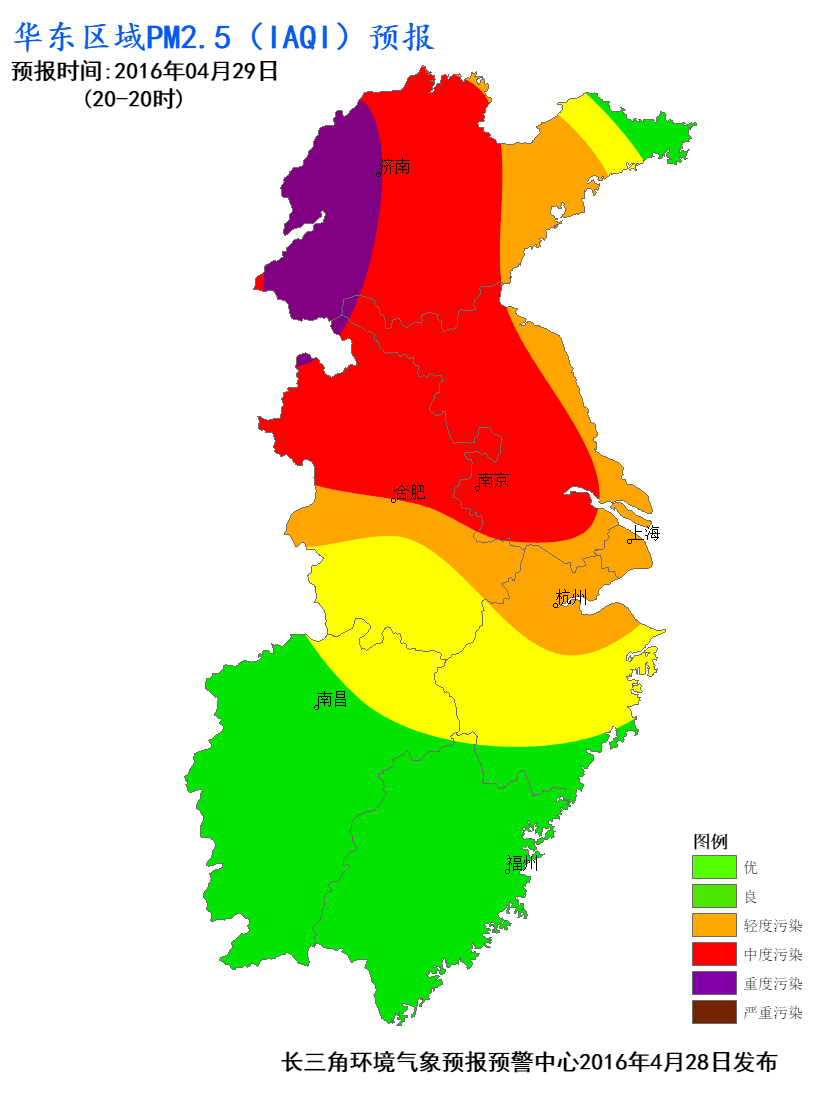 华东区域PM2.5（IAQI）预报
预报时间:2016年04月29日
(20-20时)
济南
南京
合肥
上海
杭州
南昌
福州
图例
优
良
轻度污染
中度污染
重度污染
严重污染
长三角环境气象预报预警中心2016年4月28日发布